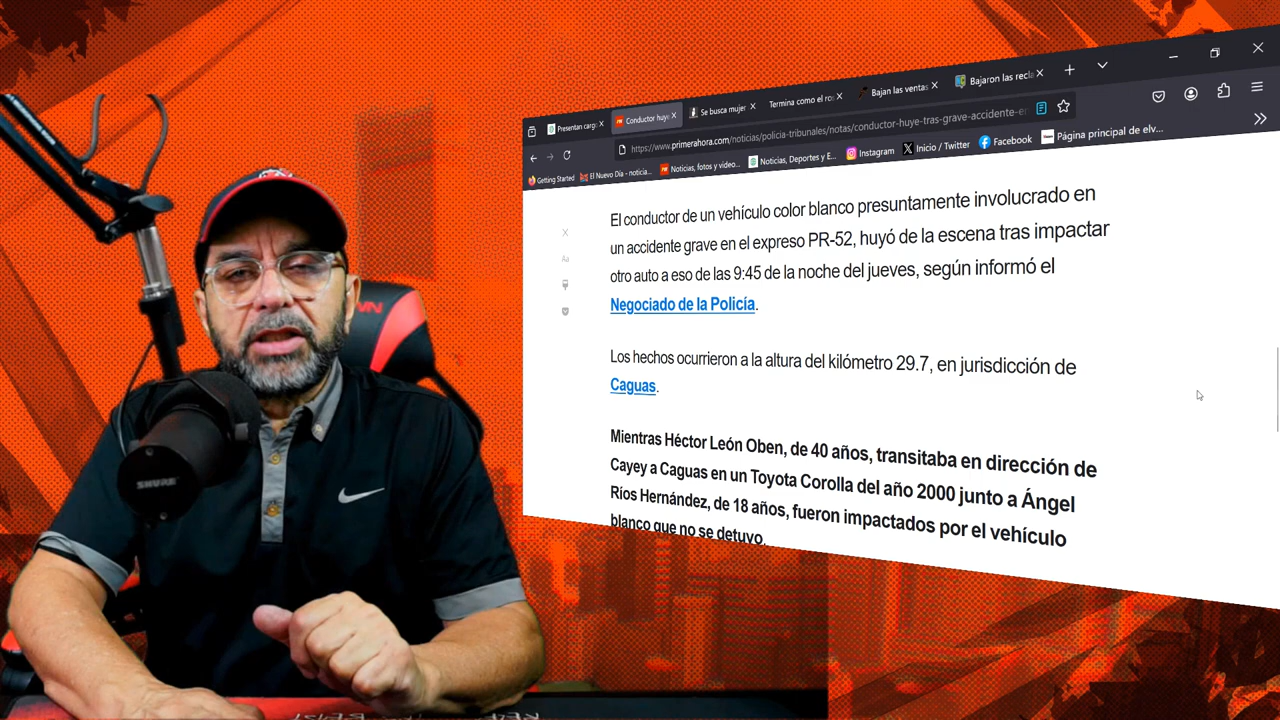 Presentan carg
Conductor huye
Se busca mujer
Termina como el ro
Bajan las ventas
Bajaron las recla
https://www.primerahora.com/noticias/policia-tribunales/notas/conductor-huye-tras-grave-accidente-e
Getting Started
El Nuevo Día - noticia...
Noticias, fotos y video...
Noticias, Deportes y E...
Instagram
Inicio / Twitter
Facebook
Página principal de elv...
El conductor de un vehículo color blanco presuntamente involucrado en
un accidente grave en el expreso PR-52, huyó de la escena tras impactar
otro auto a eso de las 9:45 de la noche del jueves, según informó el
Negociado de la Policía.
Los hechos ocurrieron a la altura del kilómetro 29.7, en jurisdicción de
Caguas.
Mientras Héctor León Oben, de 40 años, transitaba en dirección de
Cayey a Caguas en un Toyota Corolla del año 2000 junto a Ángel
Ríos Hernández, de 18 años, fueron impactados por el vehículo
blanco que no se detuvo.
Aa
SHURE